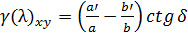 γ(λ)xy = (a′/a − b′/b) ctg δ